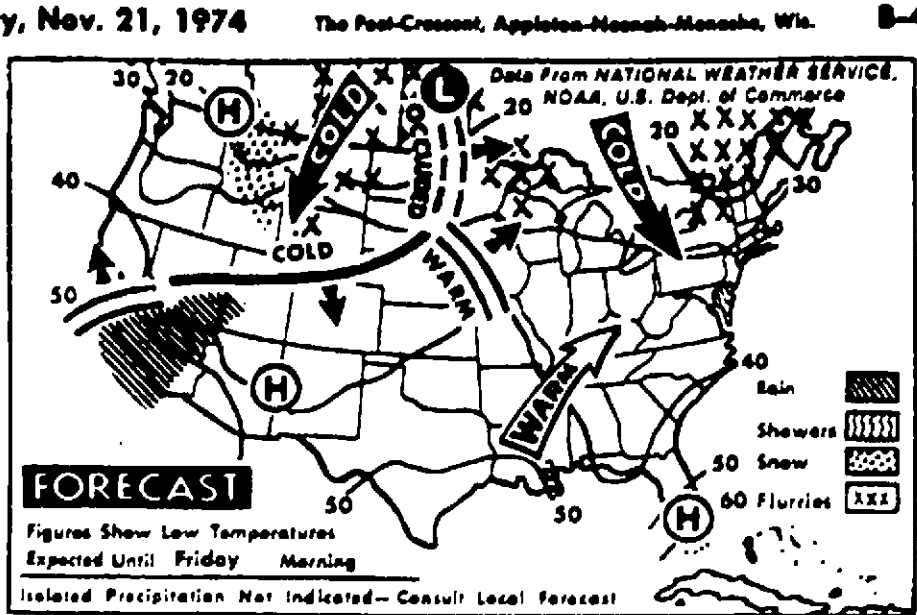 y, Nov. 21, 1974 The Post-Crescent, Appleton-Neenah-Menasha, Wis. B-
Data From NATIONAL WEATHER SERVICE,
NOAA, U.S. Dept. of Commerce
30 20
H
COLD
L
OCCLUDED
20
COLD
20
30
40
COLD
WARM
50
H
WARM
40
Rain
Showers
Snow
Flurries
XXX
50
60
H
50
50
FORECAST
Figures Show Low Temperatures
Expected Until Friday Morning
Isolated Precipitation Not Indicated— Consult Local Forecast